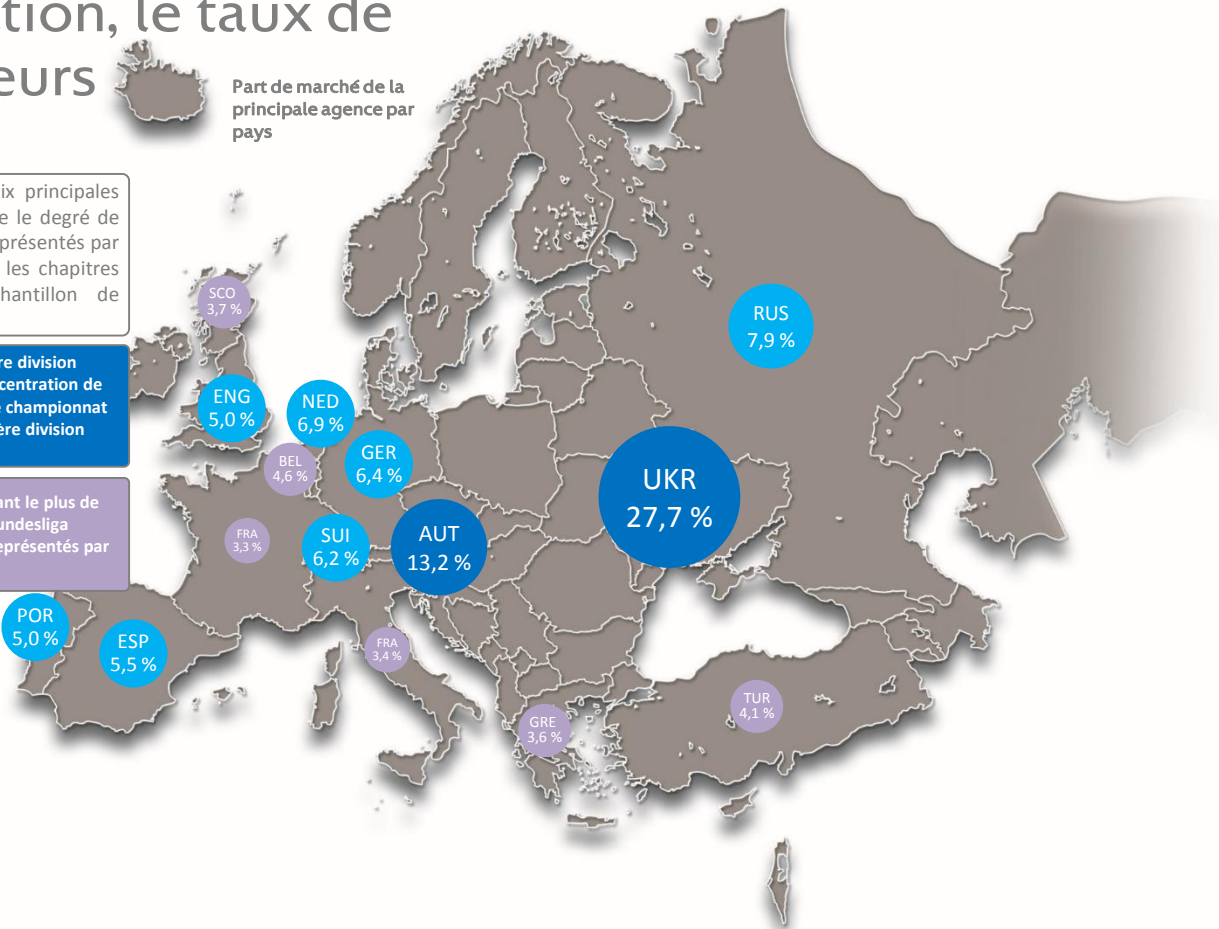 tion, le taux de
eurs
Part de marché de la
principale agence par
pays
ix principales
e le degré de
eprésentés par
les chapitres
hantillon de
re division
centration de
e championnat
ère division
ant le plus de
undesliga
eprésentés par
SCO
3,7 %
RUS
7,9 %
ENG
5,0 %
NED
6,9 %
BEL
4,6 %
GER
6,4 %
UKR
27,7 %
FRA
3,3 %
SUI
6,2 %
AUT
13,2 %
POR
5,0 %
ESP
5,5 %
FRA
3,4 %
TUR
4,1 %
GRE
3,6 %